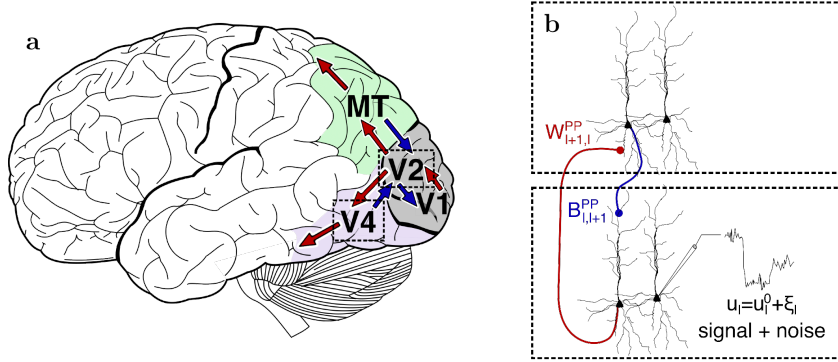 a
MT
V2
V1
V4
b
W^PP_l+1,l
B^PP_l,l+1
u_l=u_l^0+ξ_l
signal + noise